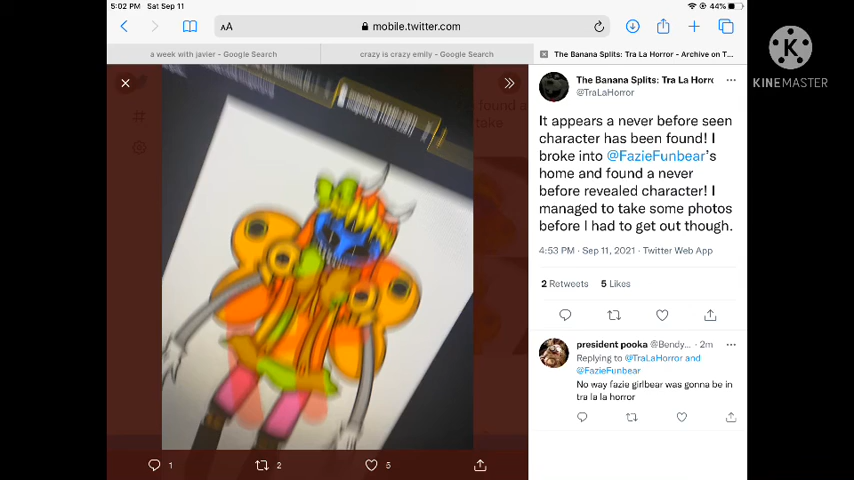 5:02 PM Sat Sep 11
44%
AA
mobile.twitter.com
a week with javier - Google Search
crazy is crazy emily - Google Search
The Banana Splits: Tra La Horror - Archive on T...
K
KINEMASTER
The Banana Splits: Tra La Horrc
@TraLaHorror
It appears a never before seen
character has been found! I
broke into @FazieFunbear's
home and found a never
before revealed character! I
managed to take some photos
before I had to get out though.
4:53 PM · Sep 11, 2021 · Twitter Web App
2 Retweets 5 Likes
president pooka @Bendy... · 2m
Replying to @TraLaHorror and
@FazieFunbear
No way fazie girlbear was gonna be in
tra la la horror
1 2 5